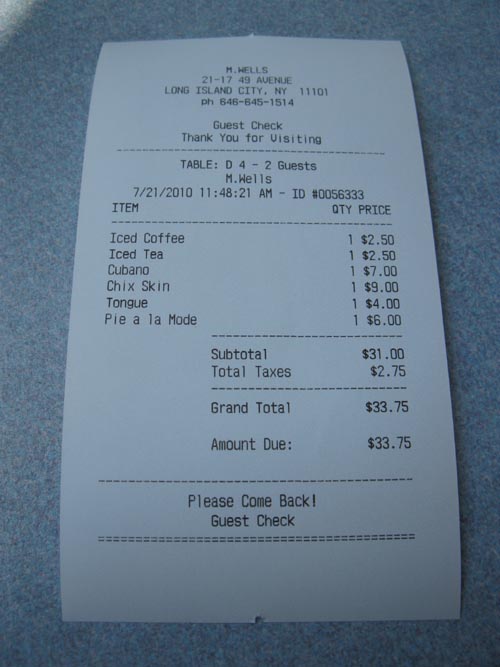 M.WELLS
21-17 49 AVENUE
LONG ISLAND CITY, NY 11101
ph 646-645-1514
Guest Check
Thank You for Visiting
TABLE: D 4 - 2 Guests
M.Wells
7/21/2010 11:48:21 AM - ID #0056333
ITEM QTY PRICE
Iced Coffee 1 $2.50
Iced Tea 1 $2.50
Cubano 1 $7.00
Chix Skin 1 $9.00
Tongue 1 $4.00
Pie a la Mode 1 $6.00
Subtotal $31.00
Total Taxes $2.75
Grand Total $33.75
Amount Due: $33.75
Please Come Back!
Guest Check